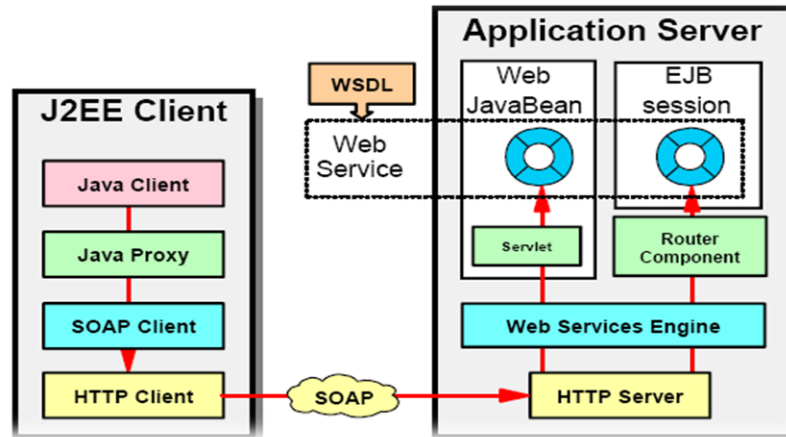 Application Server
J2EE Client
WSDL
Web
JavaBean
EJB
session
Web
Service
Java Client
Java Proxy
Servlet
Router
Component
SOAP Client
Web Services Engine
HTTP Client
SOAP
HTTP Server